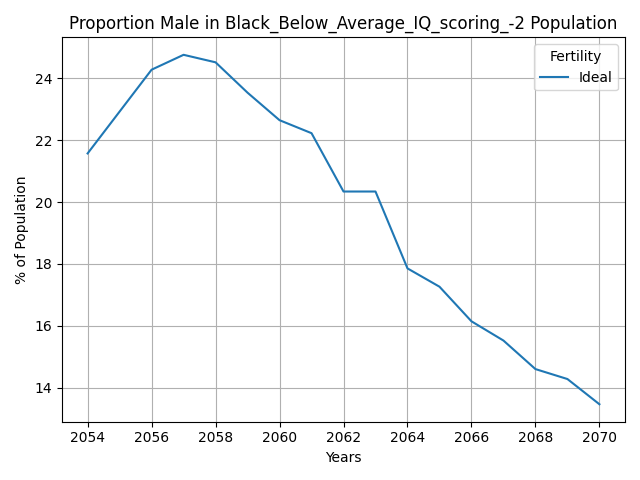 Proportion Male in Black_Below_Average_IQ_scoring_-2 Population
Fertility
Ideal
% of Population
24
22
20
18
16
14
2054 2056 2058 2060 2062 2064 2066 2068 2070
Years